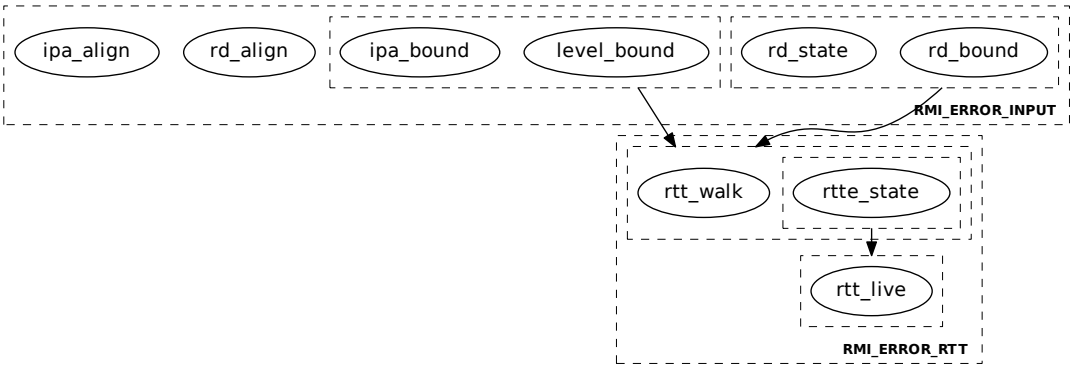 ipa_align rd_align ipa_bound level_bound rd_state rd_bound
RMI_ERROR_INPUT
rtt_walk rtte_state
rtt_live
RMI_ERROR_RTT